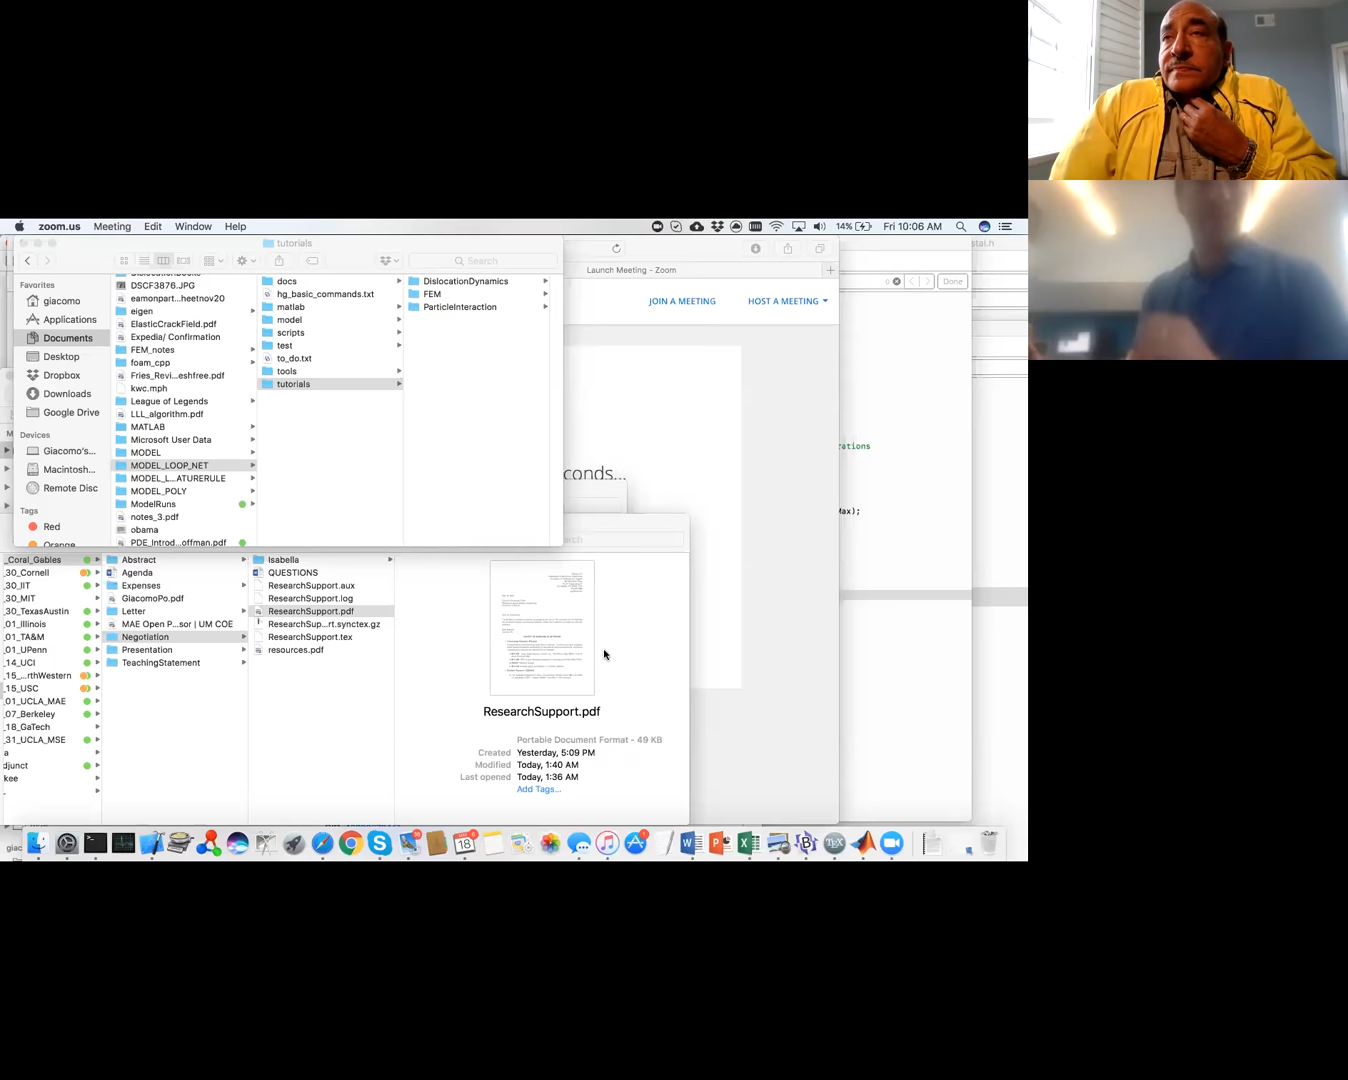 zoom.us Meeting Edit Window Help 14% Fri 10:06 AM
tutorials
Search
Favorites
giacomo
Applications
Documents
Desktop
Dropbox
Downloads
Google Drive
Devices
Giacomo's...
Macintosh...
Remote Disc
Tags
Red
Orange
DSCF3876.JPG
eamonpart...heetnov20
eigen
ElasticCrackField.pdf
Expedia/ Confirmation
FEM_notes
foam_cpp
Fries_Revi...eshfree.pdf
kwc.mph
League of Legends
LLL_algorithm.pdf
MATLAB
Microsoft User Data
MODEL
MODEL_LOOP_NET
MODEL_L...ATURERULE
MODEL_POLY
ModelRuns
notes_3.pdf
obama
PDE_Introd...offman.pdf
docs
hg_basic_commands.txt
matlab
model
scripts
test
to_do.txt
tools
tutorials
DislocationDynamics
FEM
ParticleInteraction
Launch Meeting - Zoom
JOIN A MEETING HOST A MEETING
conds...
stal.h
Done
rations
Max);
arch
_Coral_Gables
_30_Cornell
_30_IIT
_30_MIT
_30_TexasAustin
_01_Illinois
_01_TA&M
_01_UPenn
_14_UCI
_15_...rthWestern
_15_USC
_01_UCLA_MAE
_07_Berkeley
_18_GaTech
_31_UCLA_MSE
a
djunct
kee
Abstract
Agenda
Expenses
GiacomoPo.pdf
Letter
MAE Open P...sor | UM COE
Negotiation
Presentation
TeachingStatement
Isabella
QUESTIONS
ResearchSupport.aux
ResearchSupport.log
ResearchSupport.pdf
ResearchSup...rt.synctex.gz
ResearchSupport.tex
resources.pdf
ResearchSupport.pdf
Portable Document Format - 49 KB
Created Yesterday, 5:09 PM
Modified Today, 1:40 AM
Last opened Today, 1:36 AM
Add Tags...
giac
18